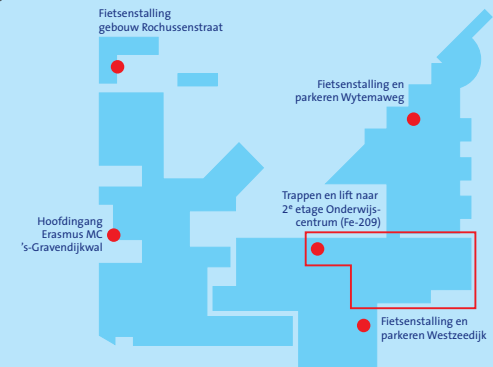 Fietsenstalling
gebouw Rochussenstraat
Fietsenstalling en
parkeren Wytemaweg
Trappen en lift naar
2e etage Onderwijs-
centrum (Fe-209)
Hoofdingang
Erasmus MC
's-Gravendijkwal
Fietsenstalling en
parkeren Westzeedijk